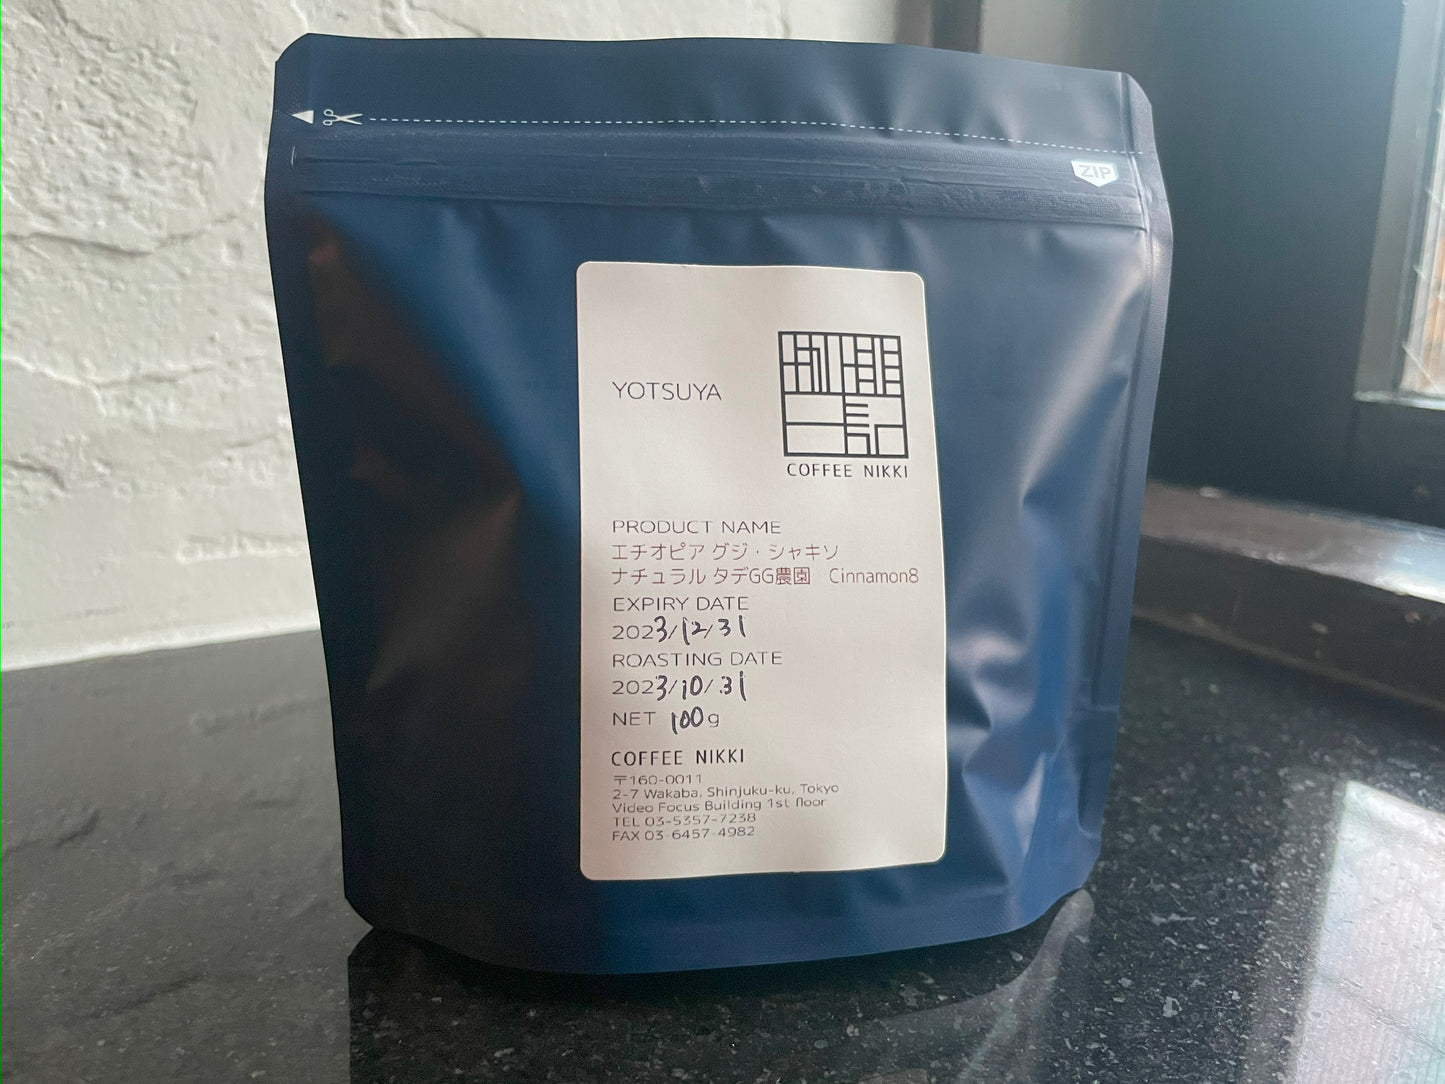 ZIP
YOTSUYA
COFFEE NIKKI
PRODUCT NAME
エチオピア グジ・シャキソ
ナチュラル タデGG農園 Cinnamon8
EXPIRY DATE
2023/12/31
ROASTING DATE
2023/10/31
NET 100g
COFFEE NIKKI
〒160-0011
2-7 Wakaba, Shinjuku-ku, Tokyo
Video Focus Building 1st floor
TEL 03-5357-7238
FAX 03-6457-4982